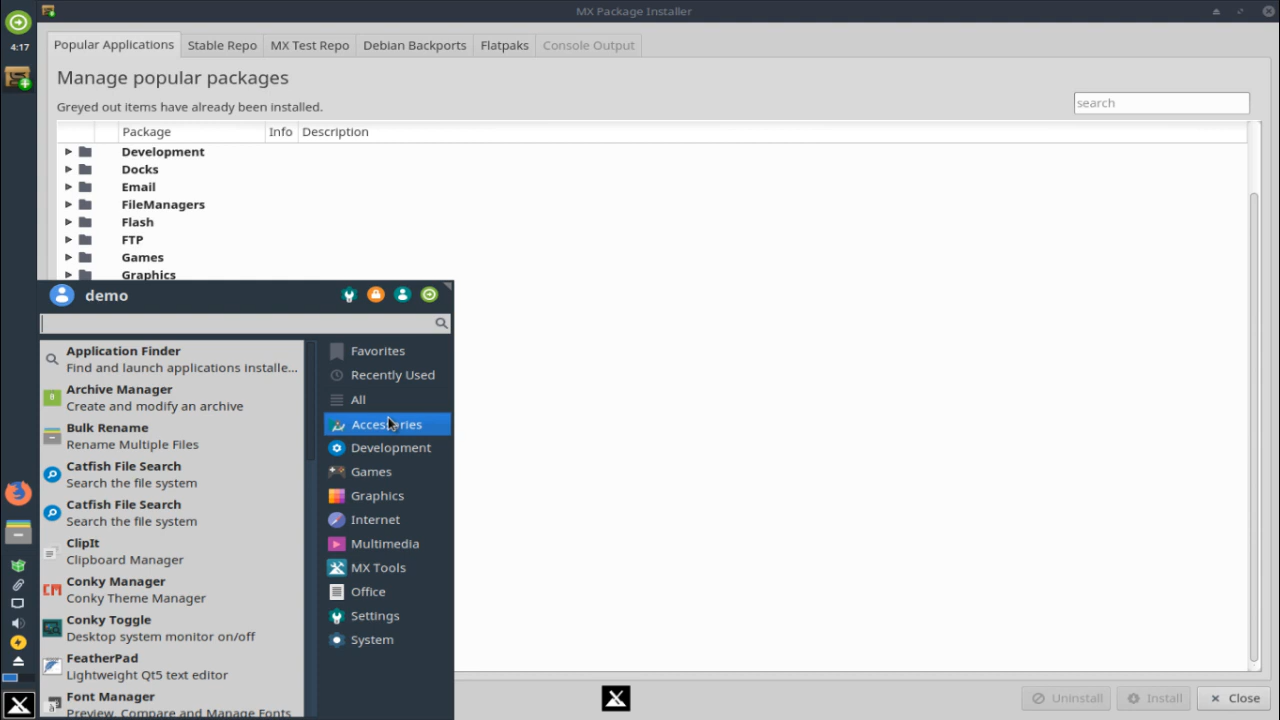 MX Package Installer
4:17
Popular Applications
Stable Repo
MX Test Repo
Debian Backports
Flatpaks
Console Output
Manage popular packages
Greyed out items have already been installed.
search
Package
Info
Description
Development
Docks
Email
FileManagers
Flash
FTP
Games
Graphics
demo
Application Finder
Find and launch applications installe...
Archive Manager
Create and modify an archive
Bulk Rename
Rename Multiple Files
Catfish File Search
Search the file system
Catfish File Search
Search the file system
ClipIt
Clipboard Manager
Conky Manager
Conky Theme Manager
Conky Toggle
Desktop system monitor on/off
FeatherPad
Lightweight Qt5 text editor
Font Manager
Preview, Compare and Manage Fonts
Favorites
Recently Used
All
Accessories
Development
Games
Graphics
Internet
Multimedia
MX Tools
Office
Settings
System
Uninstall
Install
Close